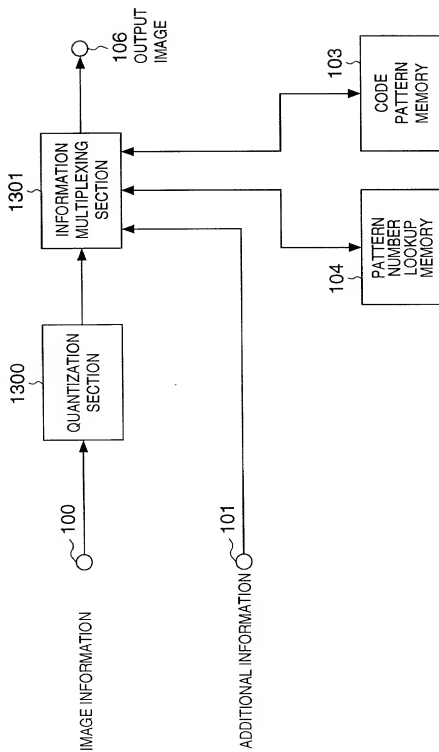 IMAGE INFORMATION
100
1300
QUANTIZATION
SECTION
1301
INFORMATION
MULTIPLEXING
SECTION
106
OUTPUT
IMAGE
ADDITIONAL INFORMATION
101
104
PATTERN
NUMBER
LOOKUP
MEMORY
103
CODE
PATTERN
MEMORY